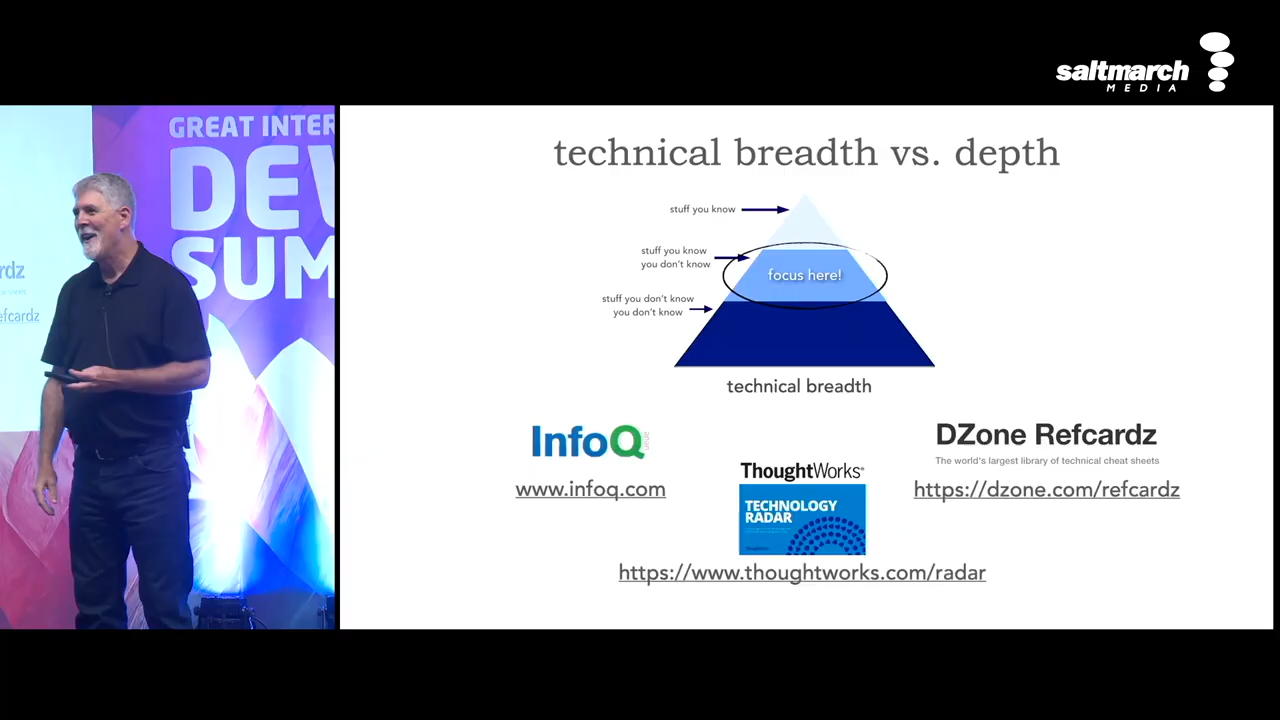 saltmarch
MEDIA
GREAT INTER
DEV
SUM
rdz
efcardz
technical breadth vs. depth
stuff you know
stuff you know
you don't know
focus here!
stuff you don't know
you don't know
technical breadth
InfoQ
www.infoq.com
ThoughtWorks®
TECHNOLOGY
RADAR
https://www.thoughtworks.com/radar
DZone Refcardz
The world's largest library of technical cheat sheets
https://dzone.com/refcardz